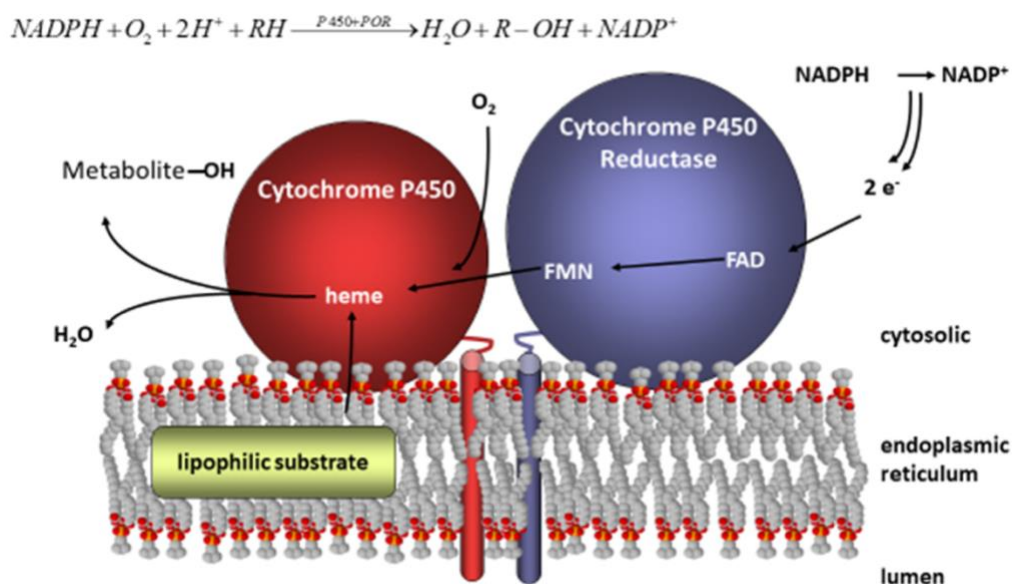 NADPH + O₂ + 2H⁺ + RH —P450+POR→ H₂O + R – OH + NADP⁺
NADPH → NADP⁺
O₂
Cytochrome P450
Reductase
Metabolite–OH
Cytochrome P450
2 e⁻
FMN
FAD
heme
H₂O
cytosolic
lipophilic substrate
endoplasmic
reticulum
lumen